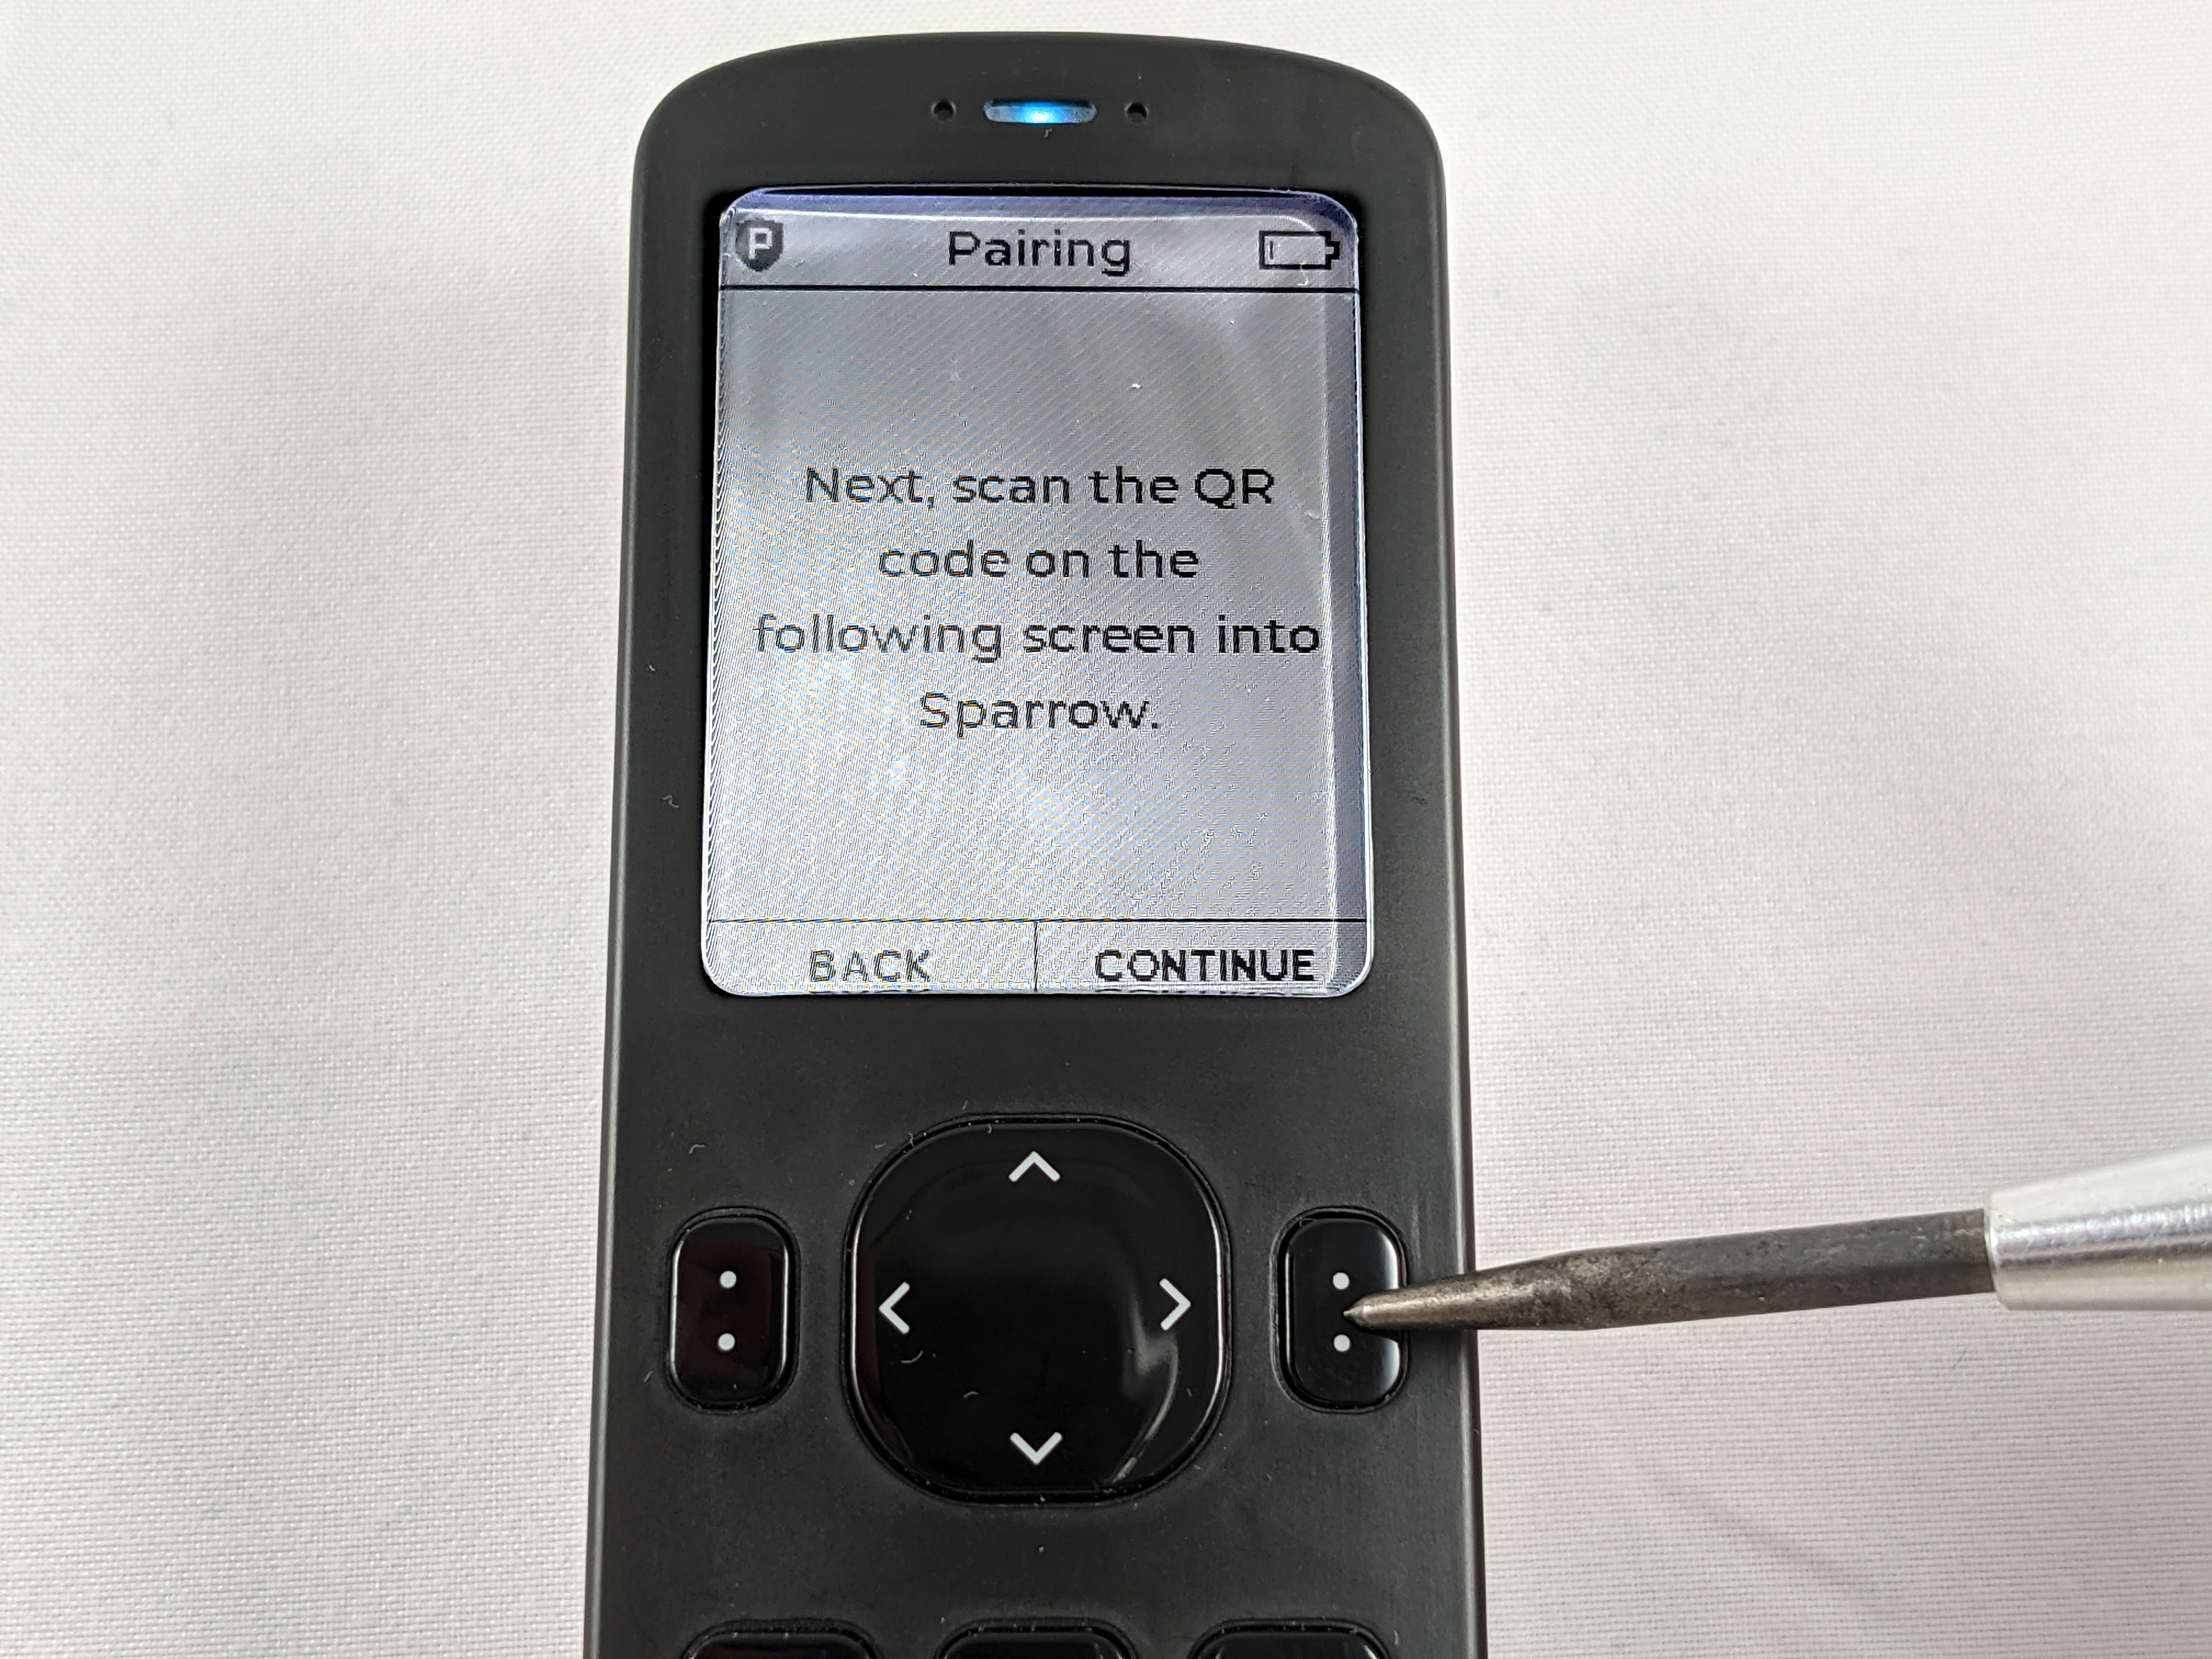 P Pairing
Next, scan the QR
code on the
following screen into
Sparrow.
BACK CONTINUE